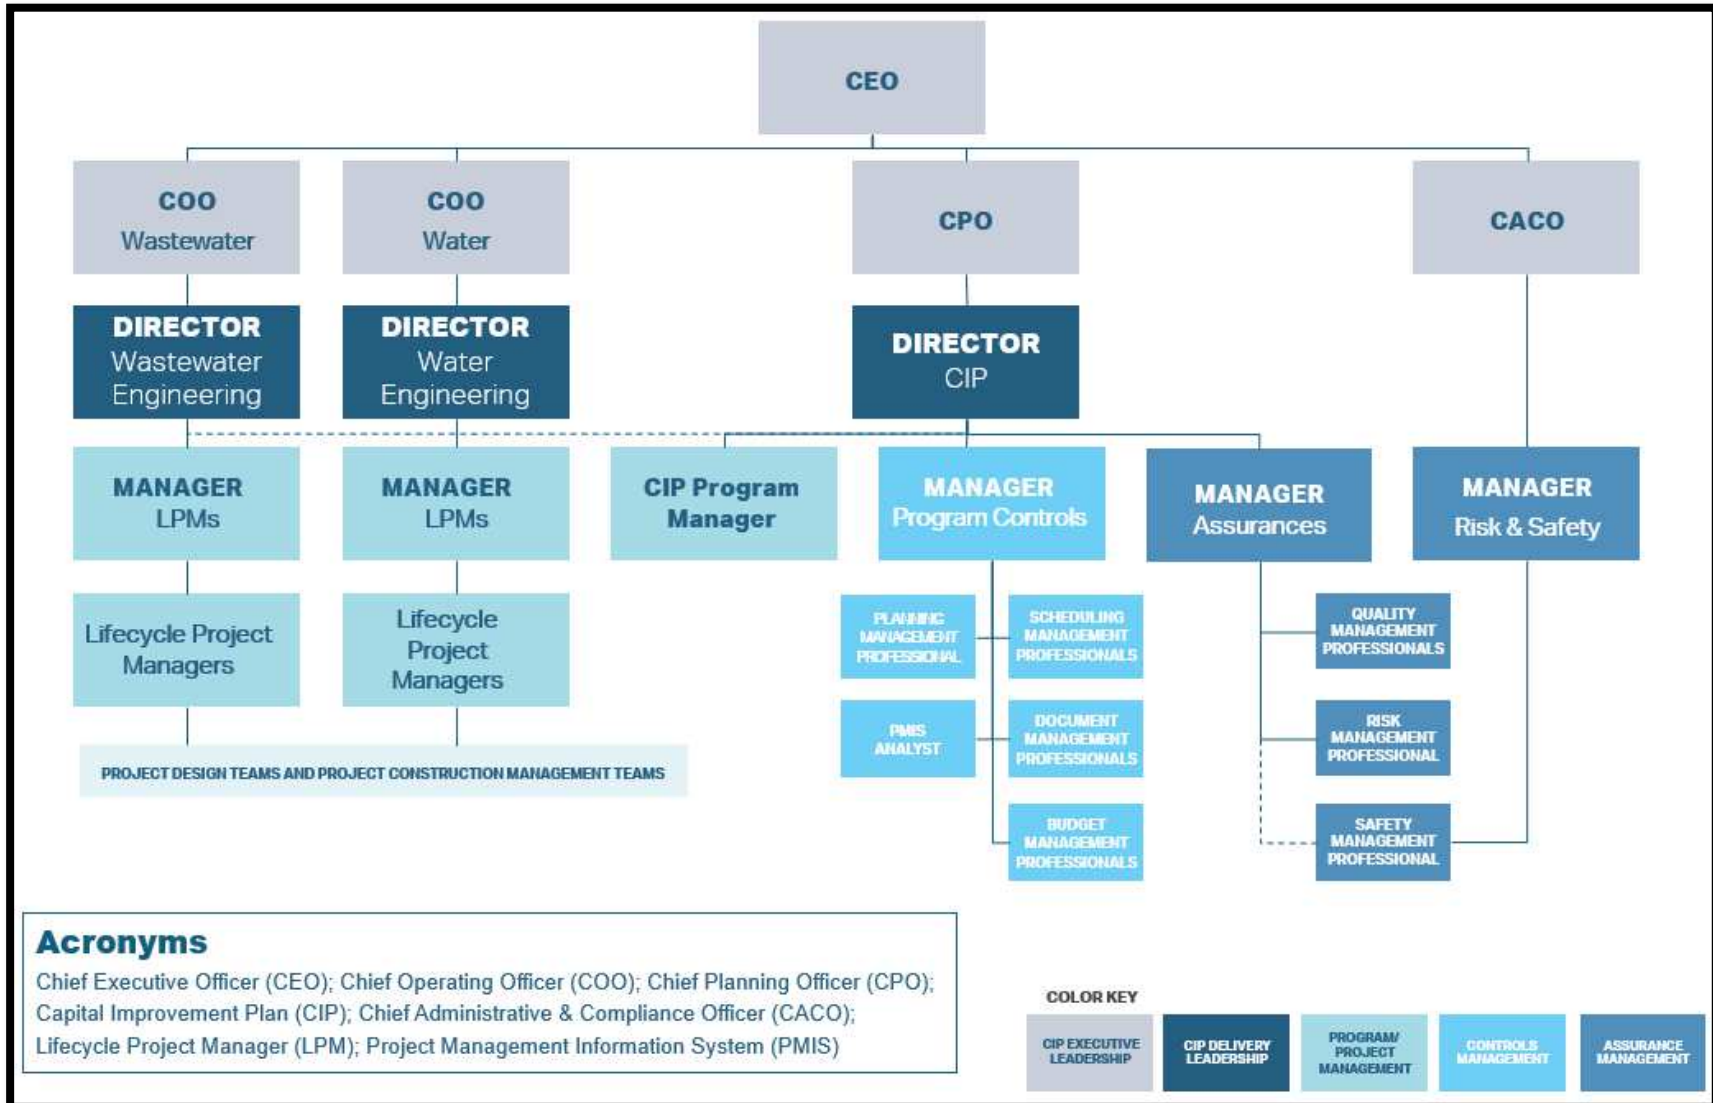 CEO
COO
Wastewater
COO
Water
CPO
CACO
DIRECTOR
Wastewater
Engineering
DIRECTOR
Water
Engineering
DIRECTOR
CIP
MANAGER
LPMs
MANAGER
LPMs
CIP Program
Manager
MANAGER
Program Controls
MANAGER
Assurances
MANAGER
Risk & Safety
Lifecycle Project
Managers
Lifecycle
Project
Managers
PLANNING
MANAGEMENT
PROFESSIONAL
SCHEDULING
MANAGEMENT
PROFESSIONALS
QUALITY
MANAGEMENT
PROFESSIONALS
PMIS
ANALYST
DOCUMENT
MANAGEMENT
PROFESSIONALS
RISK
MANAGEMENT
PROFESSIONAL
PROJECT DESIGN TEAMS AND PROJECT CONSTRUCTION MANAGEMENT TEAMS
BUDGET
MANAGEMENT
PROFESSIONALS
SAFETY
MANAGEMENT
PROFESSIONAL
Acronyms
Chief Executive Officer (CEO); Chief Operating Officer (COO); Chief Planning Officer (CPO);
Capital Improvement Plan (CIP); Chief Administrative & Compliance Officer (CACO);
Lifecycle Project Manager (LPM); Project Management Information System (PMIS)
COLOR KEY
CIP EXECUTIVE
LEADERSHIP
CIP DELIVERY
LEADERSHIP
PROGRAM/
PROJECT
MANAGEMENT
CONTROLS
MANAGEMENT
ASSURANCE
MANAGEMENT